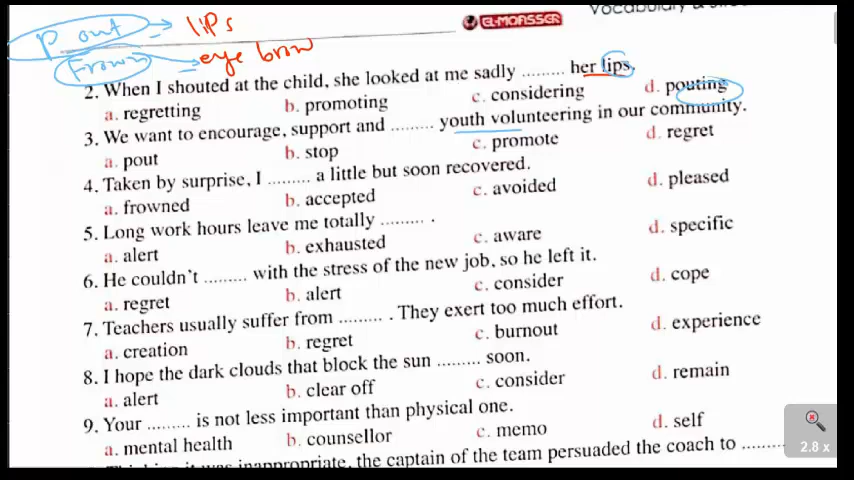 Pout → lips
EL-MOASSER
Vocabulary &
Frown → eye brow
2. When I shouted at the child, she looked at me sadly ......... her lips.
a. regretting b. promoting c. considering d. pouting
3. We want to encourage, support and ......... youth volunteering in our community.
a. pout b. stop c. promote d. regret
4. Taken by surprise, I ......... a little but soon recovered.
a. frowned b. accepted c. avoided d. pleased
5. Long work hours leave me totally ......... .
a. alert b. exhausted c. aware d. specific
6. He couldn't ......... with the stress of the new job, so he left it.
a. regret b. alert c. consider d. cope
7. Teachers usually suffer from ......... . They exert too much effort.
a. creation b. regret c. burnout d. experience
8. I hope the dark clouds that block the sun ......... soon.
a. alert b. clear off c. consider d. remain
9. Your ......... is not less important than physical one.
a. mental health b. counsellor c. memo d. self
it was inappropriate, the captain of the team persuaded the coach to .........
2.8 x